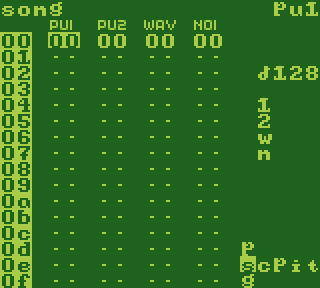 song Pu1
PU1 PU2 WAV NOI
00 00 00 00 00
01 -- -- -- --
02 -- -- -- -- ♩128
03 -- -- -- --
04 -- -- -- -- 1
05 -- -- -- -- 2
06 -- -- -- -- w
07 -- -- -- -- n
08 -- -- -- --
09 -- -- -- --
0a -- -- -- --
0b -- -- -- --
0c -- -- -- --
0d -- -- -- -- p
0e -- -- -- -- scPit
0f -- -- -- -- g